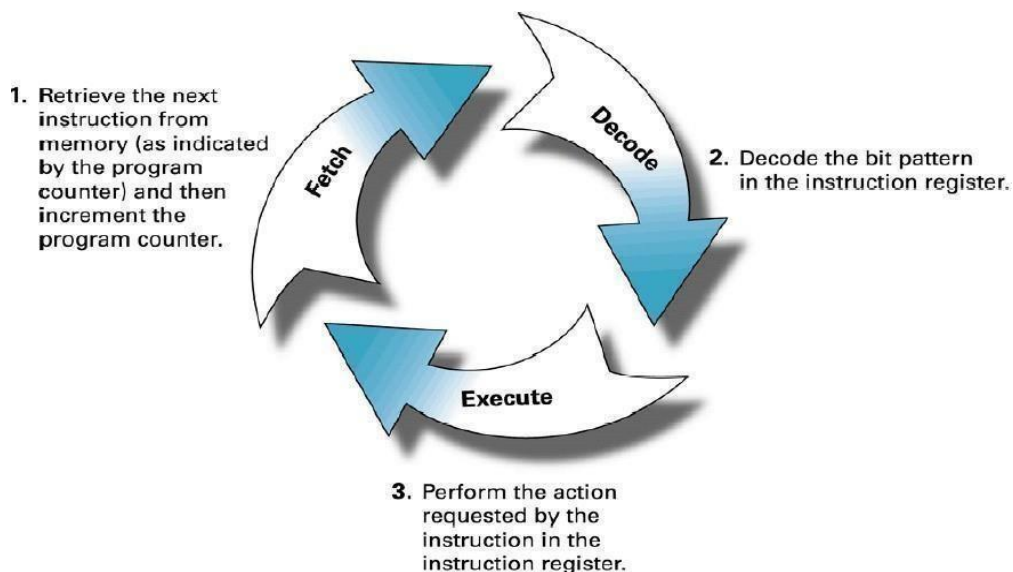 1. Retrieve the next
instruction from
memory (as indicated
by the program
counter) and then
increment the
program counter.
Fetch
Decode
2. Decode the bit pattern
in the instruction register.
Execute
3. Perform the action
requested by the
instruction in the
instruction register.